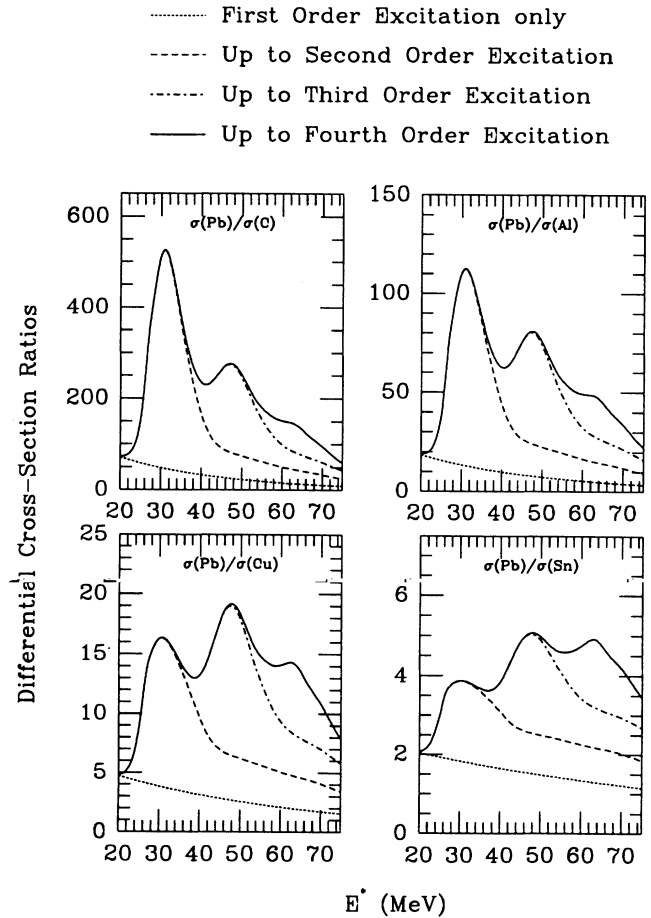 First Order Excitation only
Up to Second Order Excitation
Up to Third Order Excitation
Up to Fourth Order Excitation
Differential Cross-Section Ratios
σ(Pb)/σ(C)
600
400
200
0
20 30 40 50 60 70
σ(Pb)/σ(Al)
150
100
50
0
20 30 40 50 60 70
σ(Pb)/σ(Cu)
25
20
15
10
5
0
20 30 40 50 60 70
σ(Pb)/σ(Sn)
6
4
2
0
20 30 40 50 60 70
E* (MeV)